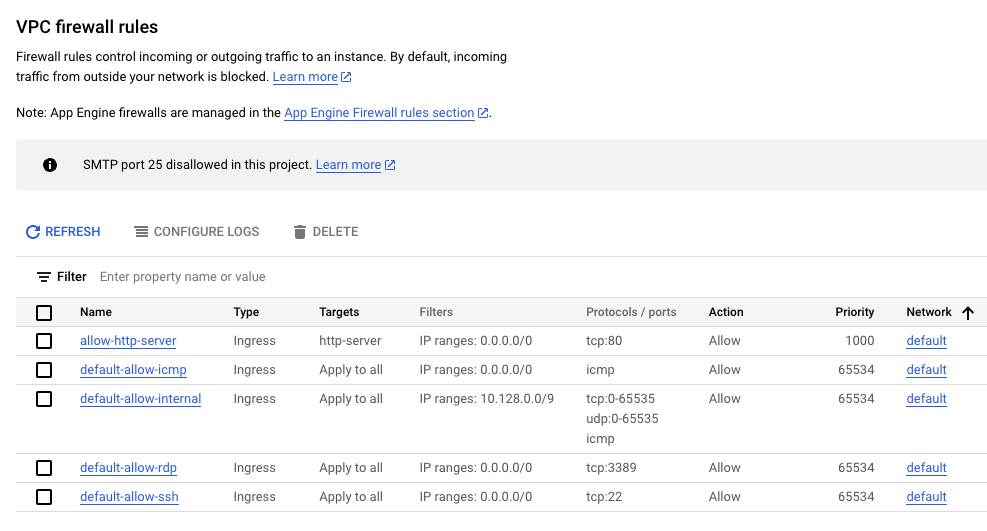 VPC firewall rules
Firewall rules control incoming or outgoing traffic to an instance. By default, incoming
traffic from outside your network is blocked. Learn more
Note: App Engine firewalls are managed in the App Engine Firewall rules section.
SMTP port 25 disallowed in this project. Learn more
REFRESH CONFIGURE LOGS DELETE
Filter Enter property name or value
Name Type Targets Filters Protocols / ports Action Priority Network
allow-http-server Ingress http-server IP ranges: 0.0.0.0/0 tcp:80 Allow 1000 default
default-allow-icmp Ingress Apply to all IP ranges: 0.0.0.0/0 icmp Allow 65534 default
default-allow-internal Ingress Apply to all IP ranges: 10.128.0.0/9 tcp:0-65535 Allow 65534 default
udp:0-65535
icmp
default-allow-rdp Ingress Apply to all IP ranges: 0.0.0.0/0 tcp:3389 Allow 65534 default
default-allow-ssh Ingress Apply to all IP ranges: 0.0.0.0/0 tcp:22 Allow 65534 default